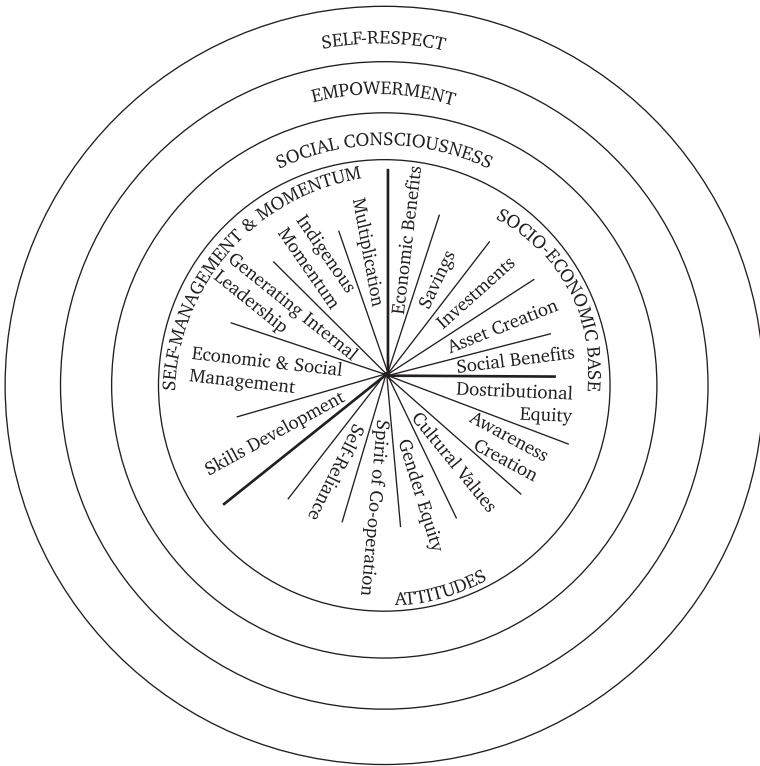 SELF-RESPECT
EMPOWERMENT
SOCIAL CONSCIOUSNESS
SELF-MANAGEMENT & MOMENTUM
SOCIO-ECONOMIC BASE
ATTITUDES
Economic Benefits
Savings
Investments
Asset Creation
Social Benefits
Dostributional
Equity
Awareness
Creation
Cultural Values
Gender Equity
Spirit of Co-operation
Self-Reliance
Skills Development
Economic & Social
Management
Generating Internal
Leadership
Indigenous
Momentum
Multiplication